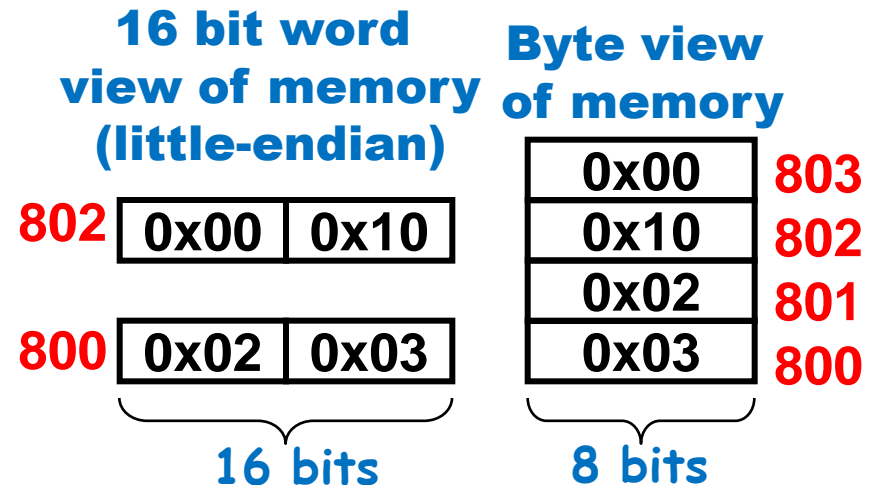 16 bit word
view of memory
(little-endian)
802 0x00 0x10
800 0x02 0x03
16 bits
Byte view
of memory
0x00 803
0x10 802
0x02 801
0x03 800
8 bits